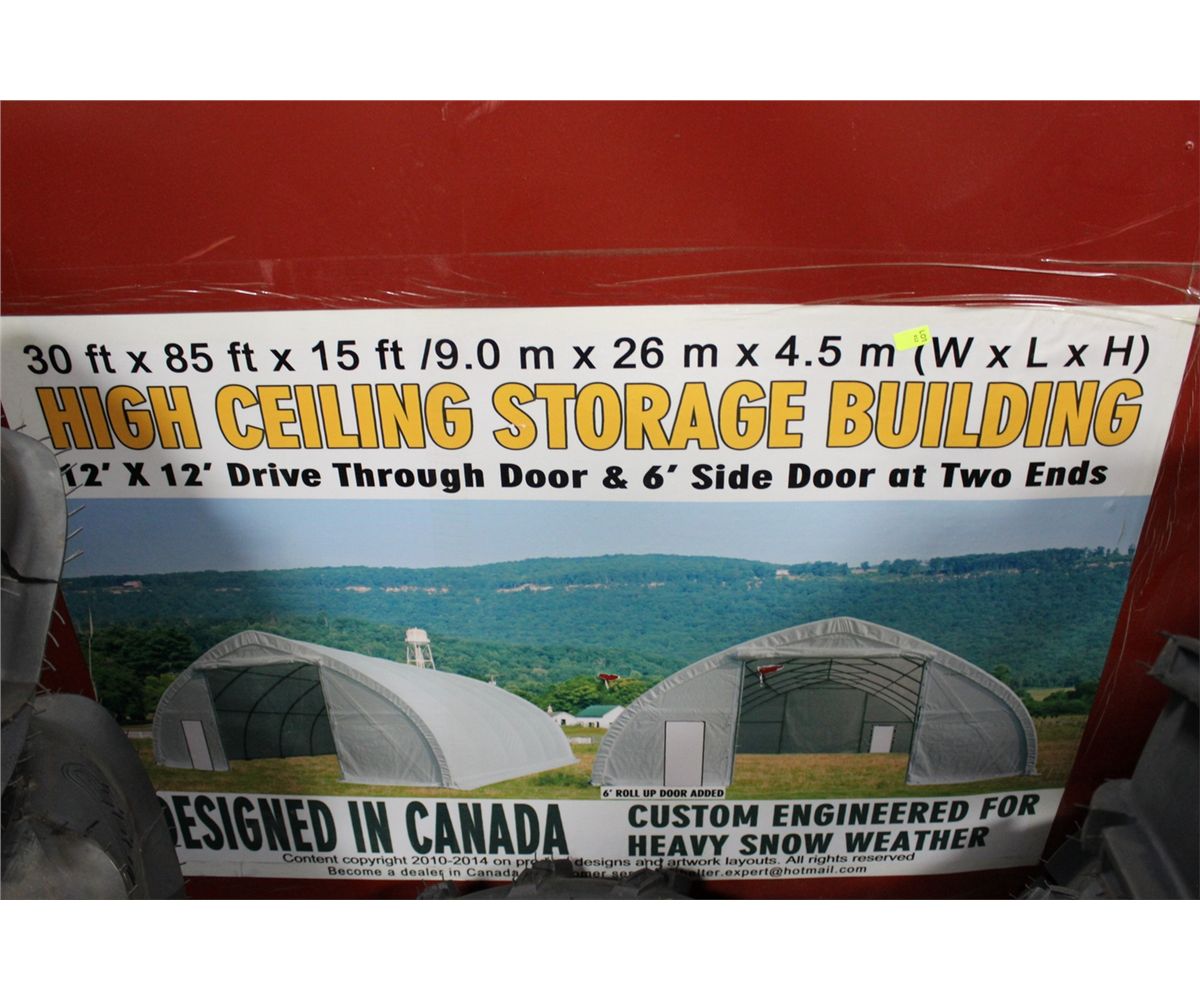 30 ft x 85 ft x 15 ft /9.0 m x 26 m x 4.5 m (W x L x H)
HIGH CEILING STORAGE BUILDING
12' X 12' Drive Through Door & 6' Side Door at Two Ends
6' ROLL UP DOOR ADDED
DESIGNED IN CANADA
CUSTOM ENGINEERED FOR
HEAVY SNOW WEATHER
Content copyright 2010-2014 on designs and artwork layouts. All rights reserved
Become a dealer in Canada